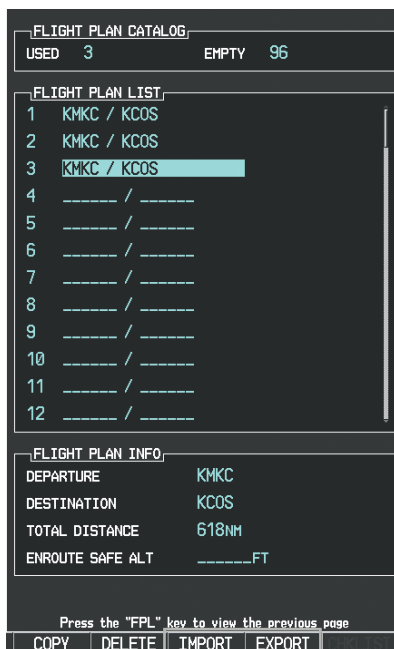 FLIGHT PLAN CATALOG
USED 3 EMPTY 96
FLIGHT PLAN LIST
1 KMKC / KCOS
2 KMKC / KCOS
3 KMKC / KCOS
4 ______ / ______
5 ______ / ______
6 ______ / ______
7 ______ / ______
8 ______ / ______
9 ______ / ______
10 ______ / ______
11 ______ / ______
12 ______ / ______
FLIGHT PLAN INFO
DEPARTURE KMKC
DESTINATION KCOS
TOTAL DISTANCE 618NM
ENROUTE SAFE ALT ______FT
Press the "FPL" key to view the previous page
COPY DELETE IMPORT EXPORT CHKLIST